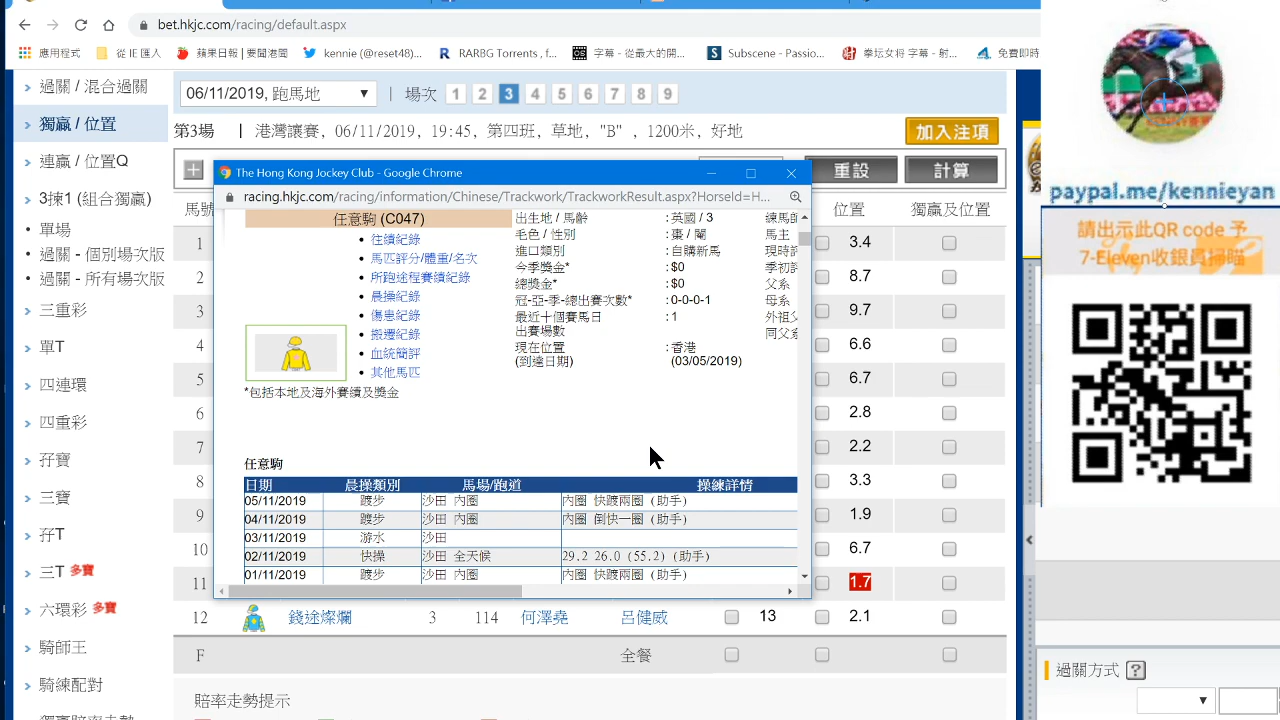 bet.hkjc.com/racing/default.aspx
應用程式
從 IE 匯入
蘋果日報 | 要聞港聞
kennie (@reset48)...
RARBG Torrents , f...
字幕 - 從最大的開...
Subscene - Passio...
拳坛女将 字幕 - 射...
免費即時
過關 / 混合過關
獨贏 / 位置
連贏 / 位置Q
3揀1 (組合獨贏)
單場
過關 - 個別場次版
過關 - 所有場次版
三重彩
單T
四連環
四重彩
孖寶
三寶
孖T
三T 多寶
六環彩 多寶
騎師王
騎練配對
06/11/2019, 跑馬地
場次 1 2 3 4 5 6 7 8 9
第3場 | 港灣讓賽, 06/11/2019, 19:45, 第四班, 草地, "B" , 1200米, 好地
加入注項
重設
計算
馬號
位置
獨贏及位置
1 3.4
2 8.7
3 9.7
4 6.6
5 6.7
6 2.8
7 2.2
8 3.3
9 1.9
10 6.7
11 1.7
12 錢途燦爛 3 114 何澤堯 呂健威 13 2.1
F 全餐
賠率走勢提示
The Hong Kong Jockey Club - Google Chrome
racing.hkjc.com/racing/information/Chinese/Trackwork/TrackworkResult.aspx?Horseid=H...
任意駒 (C047)
往績紀錄
馬匹評分/體重/名次
所跑途程賽績紀錄
晨操紀錄
傷患紀錄
搬遷紀錄
血統簡評
其他馬匹
*包括本地及海外賽績及獎金
出生地 / 馬齡 : 英國 / 3
毛色 / 性別 : 棗 / 閹
進口類別 : 自購新馬
今季獎金* : $0
總獎金* : $0
冠-亞-季-總出賽次數* : 0-0-0-1
最近十個賽馬日
出賽場數 : 1
現在位置
(到達日期) : 香港
(03/05/2019)
馬主
父系
母系
任意駒
日期 晨操類別 馬場/跑道 操練詳情
05/11/2019 踱步 沙田 內圈 內圈 快踱兩圈 (助手)
04/11/2019 踱步 沙田 內圈 內圈 倒快一圈 (助手)
03/11/2019 游水 沙田
02/11/2019 快操 沙田 全天候 29.2 26.0 (55.2) (助手)
01/11/2019 踱步 沙田 內圈 內圈 快踱兩圈 (助手)
paypal.me/kennieyan
請出示此QR code 予
7-Eleven收銀員掃瞄
過關方式 ?